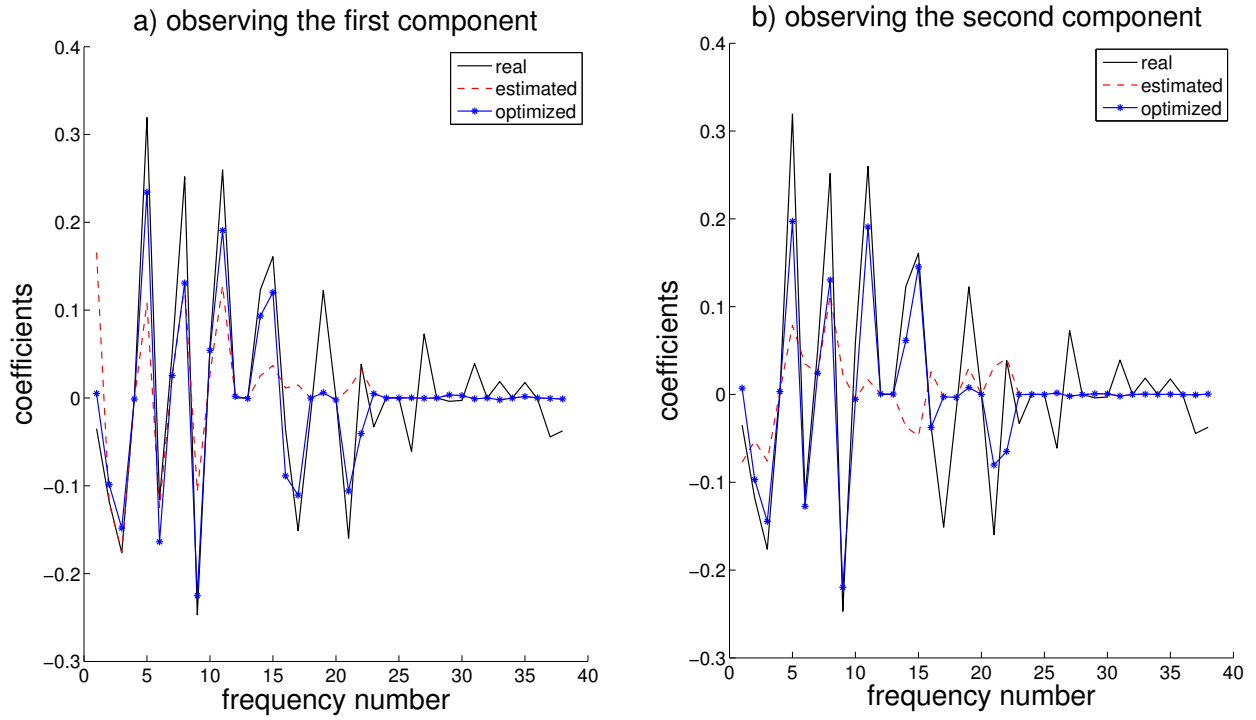 a) observing the first component
0.4
0.3
0.2
0.1
0
−0.1
−0.2
−0.3
coefficients
real
estimated
optimized
0 5 10 15 20 25 30 35 40
frequency number
b) observing the second component
0.4
0.3
0.2
0.1
0
−0.1
−0.2
−0.3
coefficients
real
estimated
optimized
0 5 10 15 20 25 30 35 40
frequency number